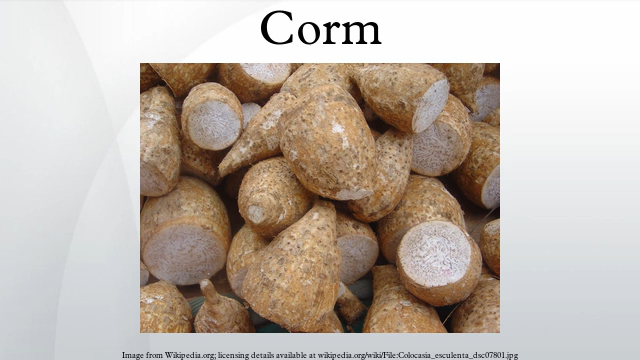 Corm
Image from Wikipedia.org; licensing details available at wikipedia.org/wiki/File:Colocasia_esculenta_dsc07801.jpg